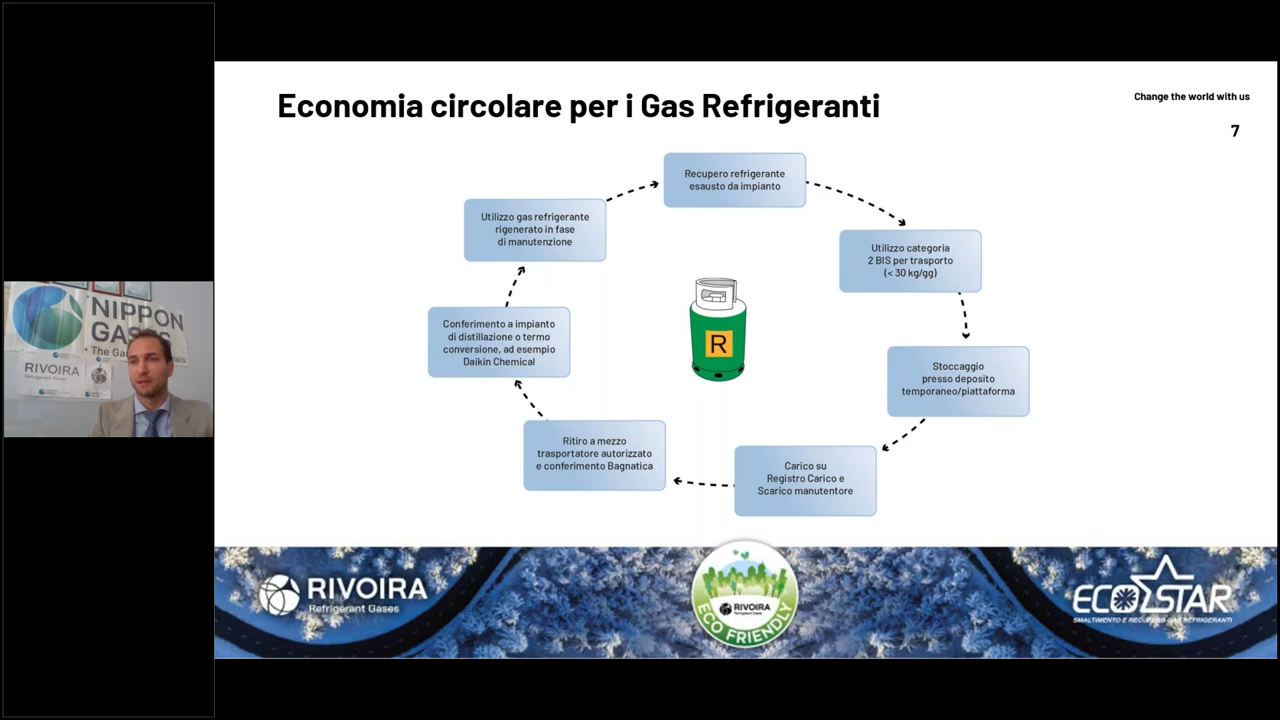 Economia circolare per i Gas Refrigeranti
Change the world with us
7
Recupero refrigerante
esausto da impianto
Utilizzo categoria
2 BIS per trasporto
(< 30 kg/gg)
Stoccaggio
presso deposito
temporaneo/piattaforma
Carico su
Registro Carico e
Scarico manutentore
Ritiro a mezzo
trasportatore autorizzato
e conferimento Bagnatica
Conferimento a impianto
di distillazione o termo
conversione, ad esempio
Daikin Chemical
Utilizzo gas refrigerante
rigenerato in fase
di manutenzione
R
NIPPON
GASES
The Gas
RIVOIRA
Refrigerant Gases
RIVOIRA
Refrigerant Gases
RIVOIRA
Refrigerant Gases
ECO FRIENDLY
ECOSTAR
SMALTIMENTO E RECUPERO GAS REFRIGERANTI